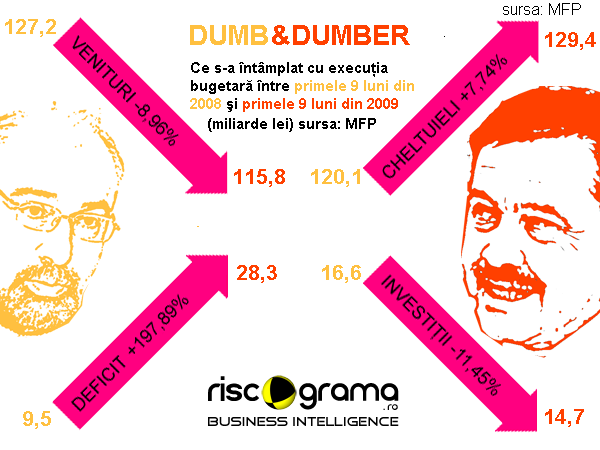 sursa: MFP
127,2
DUMB&DUMBER
129,4
Ce s-a întâmplat cu execuția
bugetară între primele 9 luni din
2008 și primele 9 luni din 2009
(miliarde lei) sursa: MFP
VENITURI -8,96%
CHELTUIELI +7,74%
115,8
120,1
28,3
16,6
DEFICIT +197,89%
INVESTIȚII -11,45%
riscograma
.ro
BUSINESS INTELLIGENCE
9,5
14,7